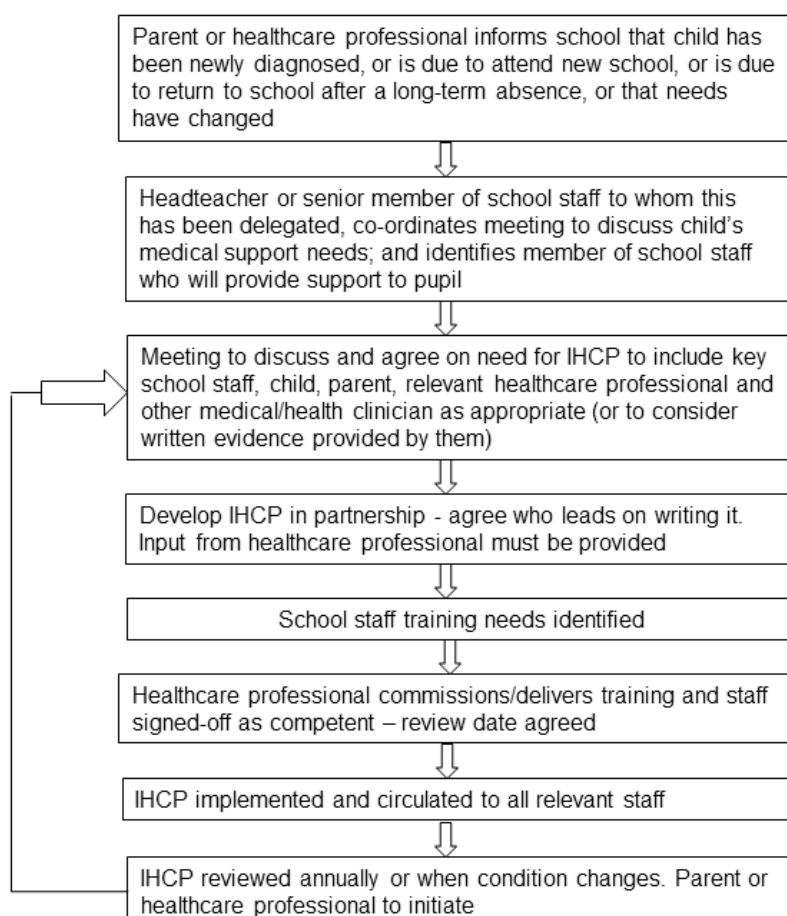 Parent or healthcare professional informs school that child has
been newly diagnosed, or is due to attend new school, or is due
to return to school after a long-term absence, or that needs
have changed
Headteacher or senior member of school staff to whom this
has been delegated, co-ordinates meeting to discuss child's
medical support needs; and identifies member of school staff
who will provide support to pupil
Meeting to discuss and agree on need for IHCP to include key
school staff, child, parent, relevant healthcare professional and
other medical/health clinician as appropriate (or to consider
written evidence provided by them)
Develop IHCP in partnership - agree who leads on writing it.
Input from healthcare professional must be provided
School staff training needs identified
Healthcare professional commissions/delivers training and staff
signed-off as competent – review date agreed
IHCP implemented and circulated to all relevant staff
IHCP reviewed annually or when condition changes. Parent or
healthcare professional to initiate